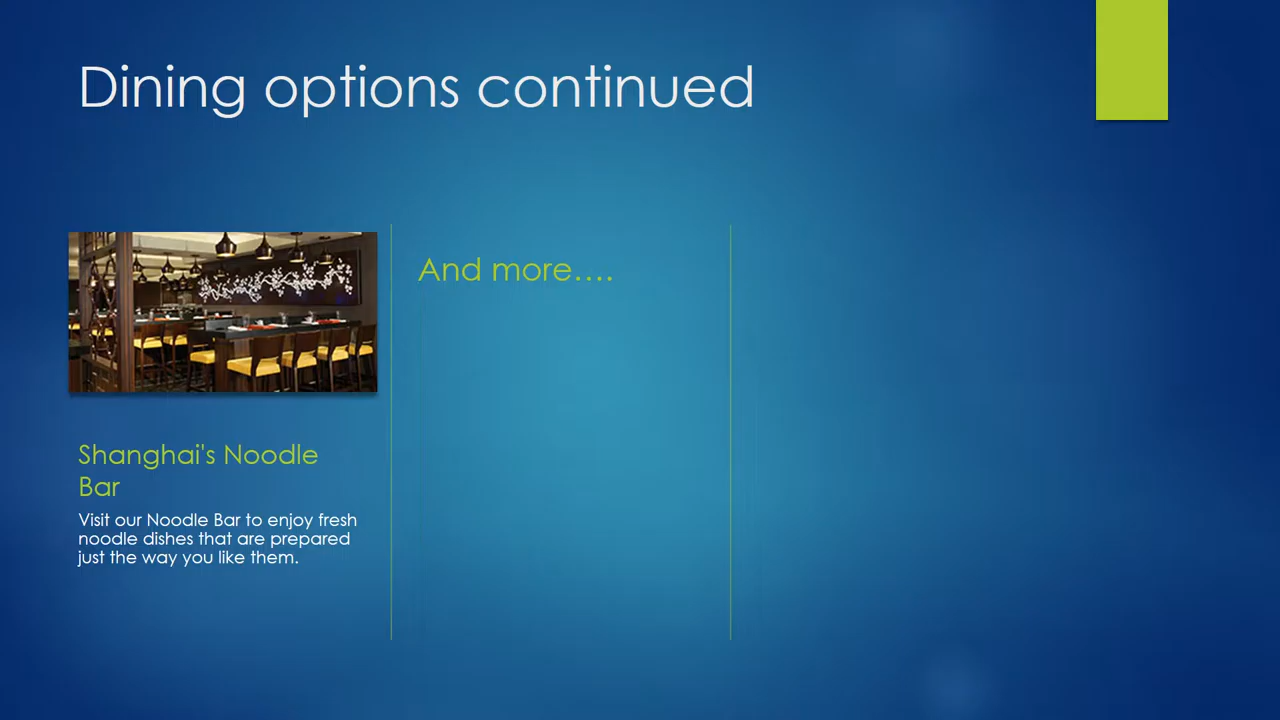 Dining options continued
And more....
Shanghai's Noodle
Bar
Visit our Noodle Bar to enjoy fresh
noodle dishes that are prepared
just the way you like them.